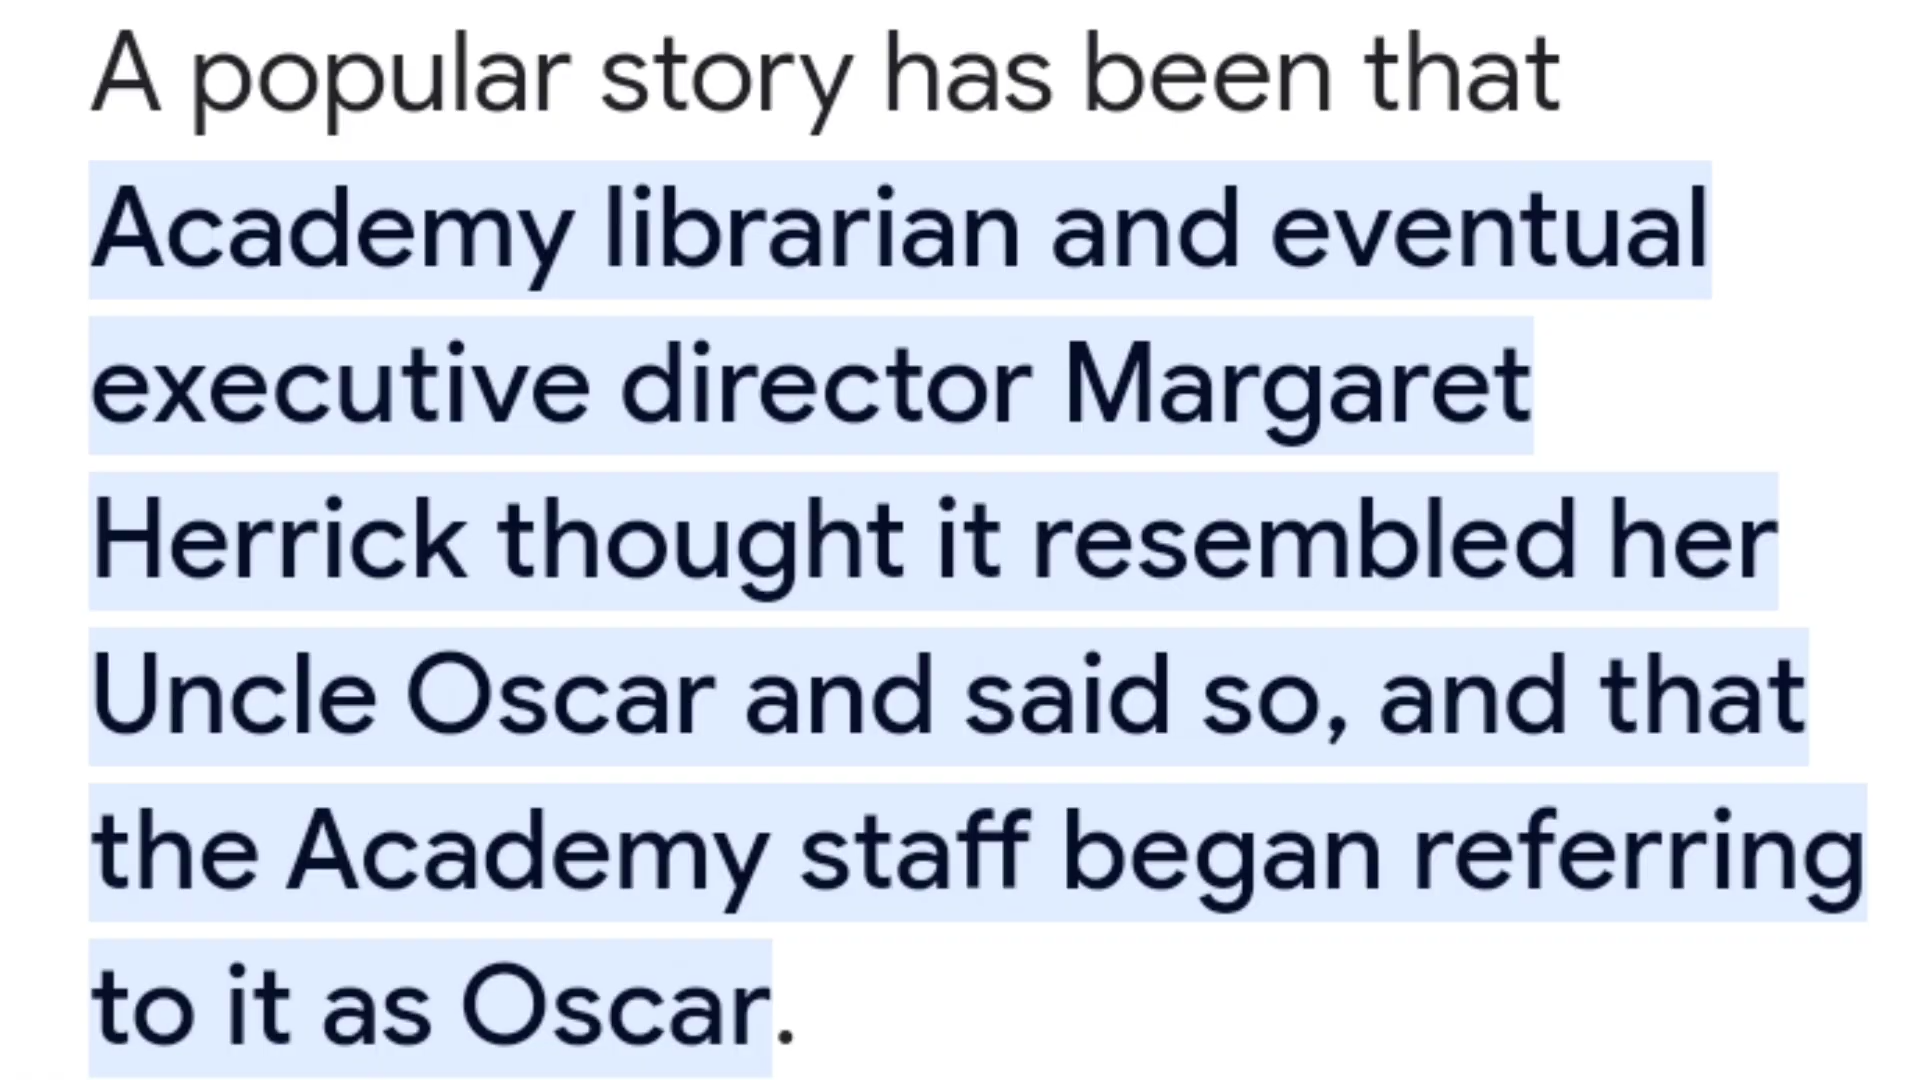 A popular story has been that
Academy librarian and eventual
executive director Margaret
Herrick thought it resembled her
Uncle Oscar and said so, and that
the Academy staff began referring
to it as Oscar.